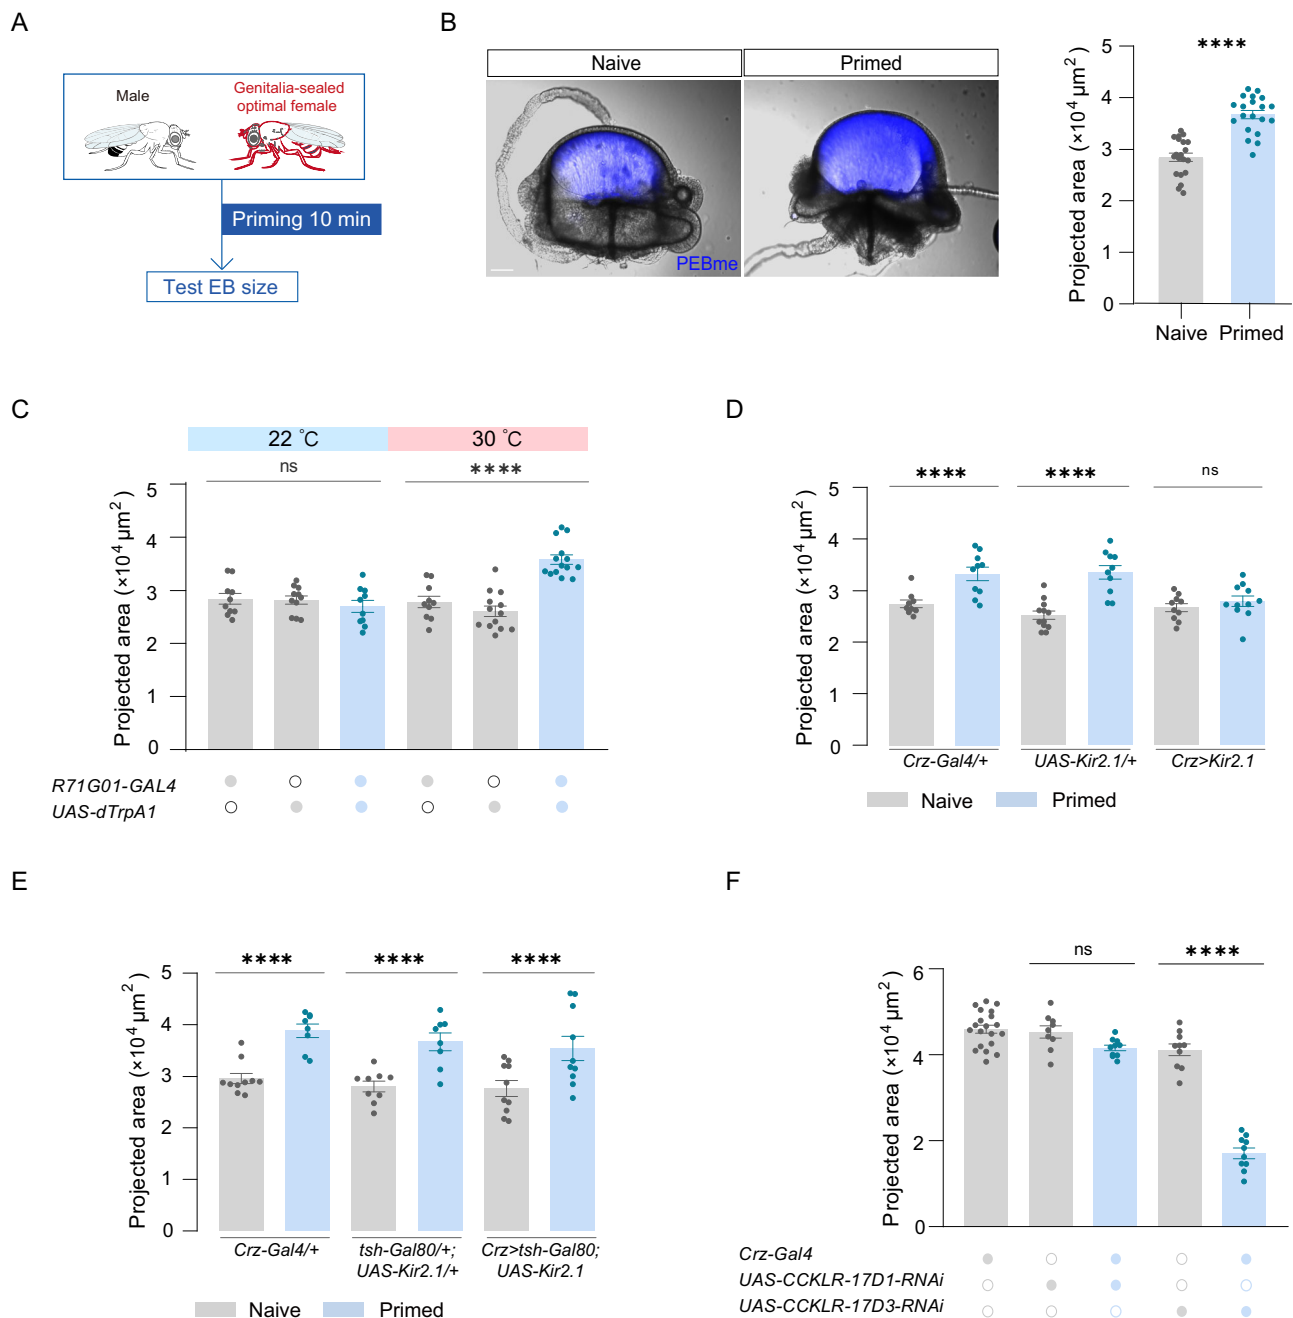 A
Male
Genitalia-sealed
optimal female
Priming 10 min
Test EB size
B
Naive
Primed
PEBme
Projected area (×10⁴ µm²)
5
4
3
2
1
0
****
Naive
Primed
C
22 °C
30 °C
ns
****
Projected area (×10⁴ µm²)
5
4
3
2
1
0
R71G01-GAL4
UAS-dTrpA1
D
****
****
ns
Projected area (×10⁴ µm²)
5
4
3
2
1
0
Crz-Gal4/+
UAS-Kir2.1/+
Crz>Kir2.1
Naive
Primed
E
****
****
****
Projected area (×10⁴ µm²)
5
4
3
2
1
0
Crz-Gal4/+
tsh-Gal80/+;
UAS-Kir2.1/+
Crz>tsh-Gal80;
UAS-Kir2.1
Naive
Primed
F
ns
****
Projected area (×10⁴ µm²)
6
4
2
0
Crz-Gal4
UAS-CCKLR-17D1-RNAi
UAS-CCKLR-17D3-RNAi